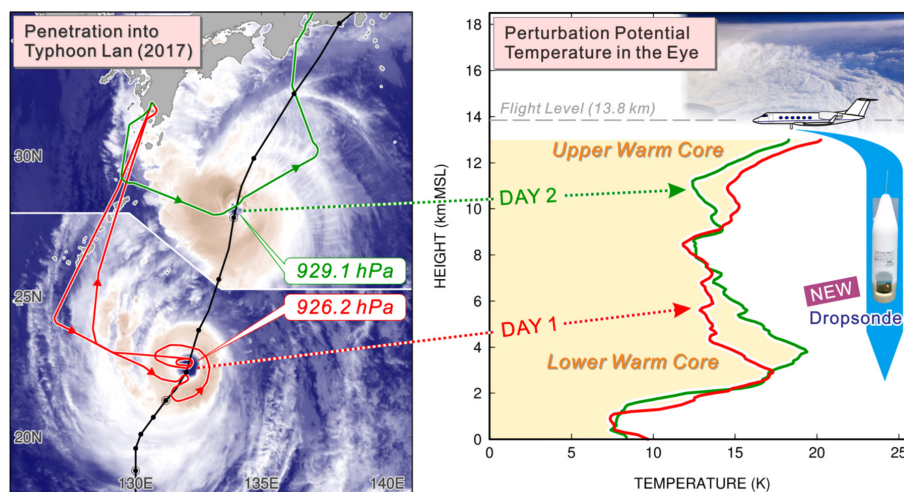 Penetration into
Typhoon Lan (2017)
30N
25N
20N
130E
135E
140E
929.1 hPa
926.2 hPa
DAY 2
DAY 1
Perturbation Potential
Temperature in the Eye
Flight Level (13.8 km)
Upper Warm Core
Lower Warm Core
NEW
Dropsonde
HEIGHT (km MSL)
18
16
14
12
10
8
6
4
2
0
0
5
10
15
20
25
TEMPERATURE (K)